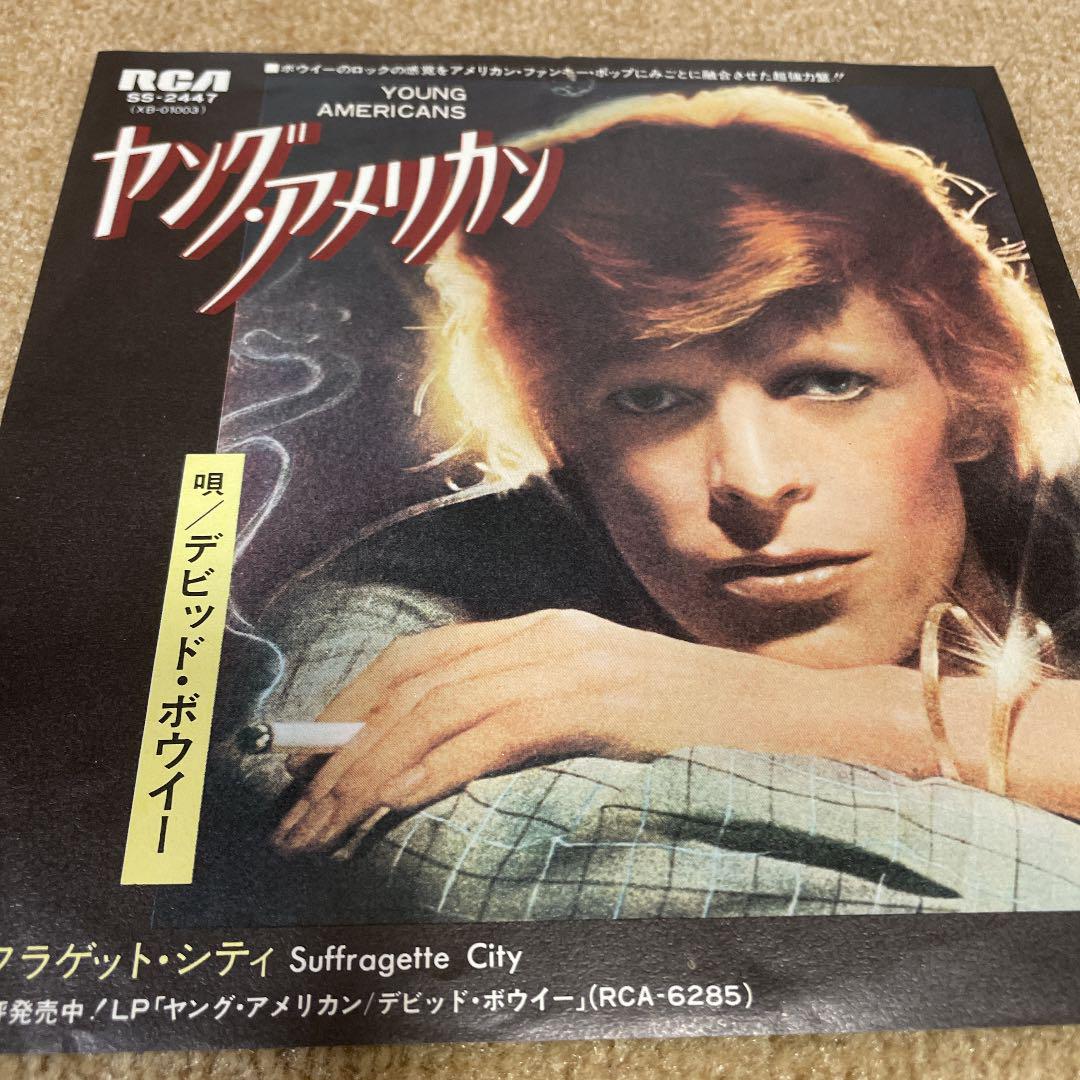 RCA
SS-2447
(XB-01003)
■ボウイーのロックの感覚をアメリカン・ファンキー・ポップにみごとに融合させた超強力盤!!
YOUNG
AMERICANS
ヤング・アメリカン
唄/デビッド・ボウイー
フラゲット・シティ Suffragette City
評発売中!LP「ヤング・アメリカン/デビッド・ボウイー」(RCA-6285)